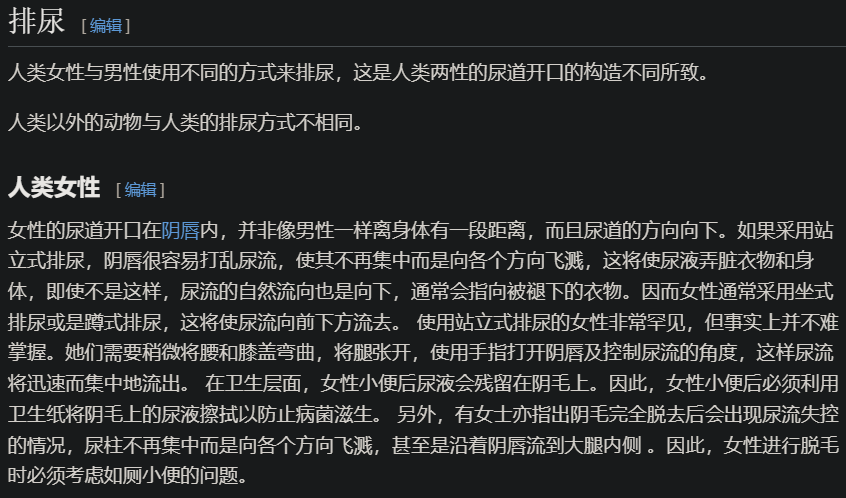 排尿 [编辑]
人类女性与男性使用不同的方式来排尿，这是人类两性的尿道开口的构造不同所致。
人类以外的动物与人类的排尿方式不相同。
人类女性 [编辑]
女性的尿道开口在阴唇内，并非像男性一样离身体有一段距离，而且尿道的方向向下。如果采用站
立式排尿，阴唇很容易打乱尿流，使其不再集中而是向各个方向飞溅，这将使尿液弄脏衣物和身
体，即使不是这样，尿流的自然流向也是向下，通常会指向被褪下的衣物。因而女性通常采用坐式
排尿或是蹲式排尿，这将使尿流向前下方流去。 使用站立式排尿的女性非常罕见，但事实上并不难
掌握。她们需要稍微将腰和膝盖弯曲，将腿张开，使用手指打开阴唇及控制尿流的角度，这样尿流
将迅速而集中地流出。 在卫生层面，女性小便后尿液会残留在阴毛上。因此，女性小便后必须利用
卫生纸将阴毛上的尿液擦拭以防止病菌滋生。 另外，有女士亦指出阴毛完全脱去后会出现尿流失控
的情况，尿柱不再集中而是向各个方向飞溅，甚至是沿着阴唇流到大腿内侧 。因此，女性进行脱毛
时必须考虑如厕小便的问题。